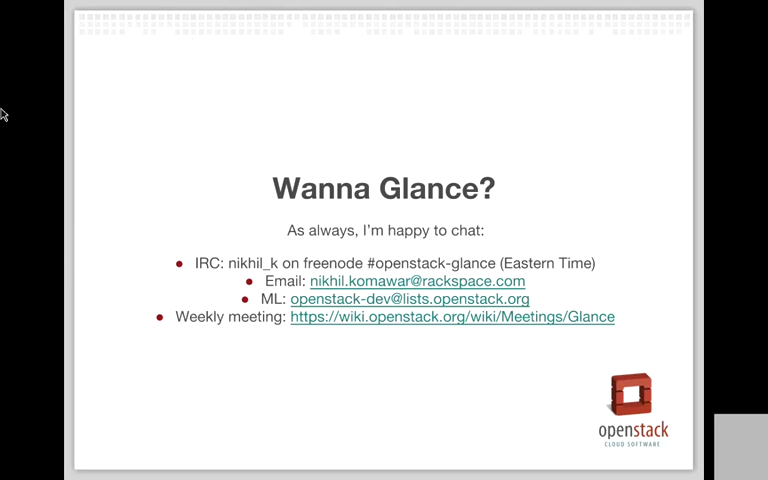 Wanna Glance?
As always, I'm happy to chat:
● IRC: nikhil_k on freenode #openstack-glance (Eastern Time)
● Email: nikhil.komawar@rackspace.com
● ML: openstack-dev@lists.openstack.org
● Weekly meeting: https://wiki.openstack.org/wiki/Meetings/Glance
openstack
CLOUD SOFTWARE